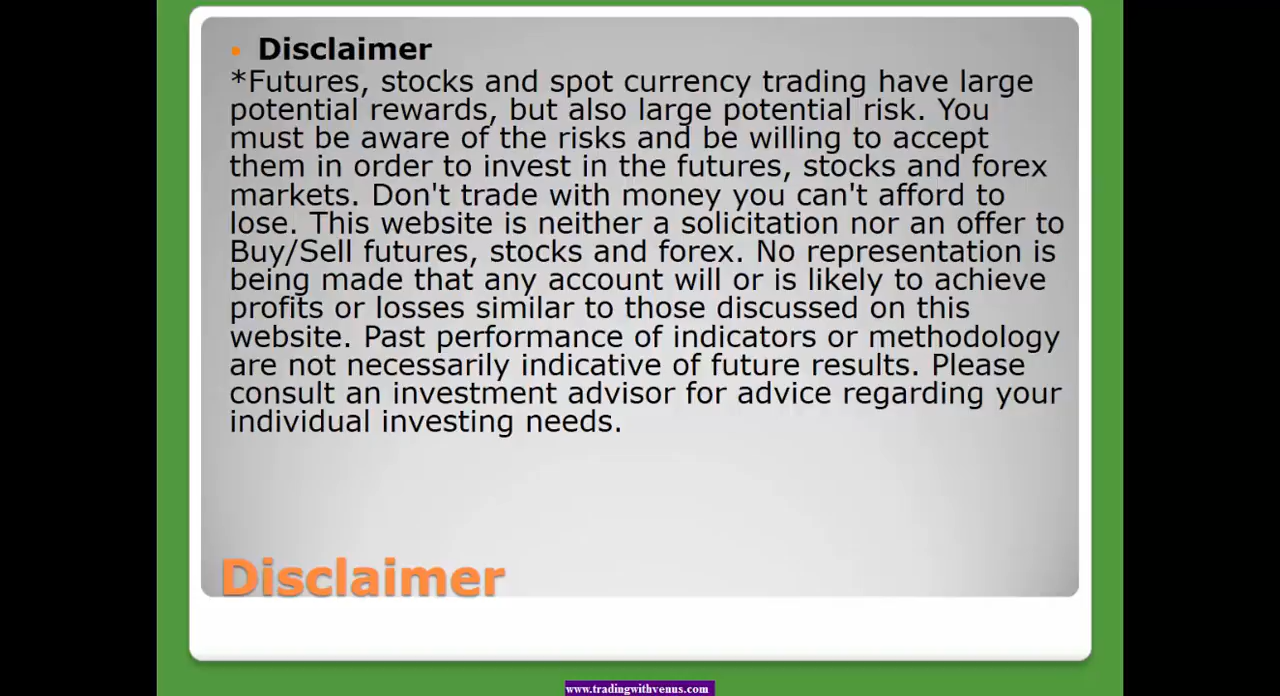 Disclaimer
*Futures, stocks and spot currency trading have large
potential rewards, but also large potential risk. You
must be aware of the risks and be willing to accept
them in order to invest in the futures, stocks and forex
markets. Don't trade with money you can't afford to
lose. This website is neither a solicitation nor an offer to
Buy/Sell futures, stocks and forex. No representation is
being made that any account will or is likely to achieve
profits or losses similar to those discussed on this
website. Past performance of indicators or methodology
are not necessarily indicative of future results. Please
consult an investment advisor for advice regarding your
individual investing needs.
Disclaimer
www.tradingwithvenus.com